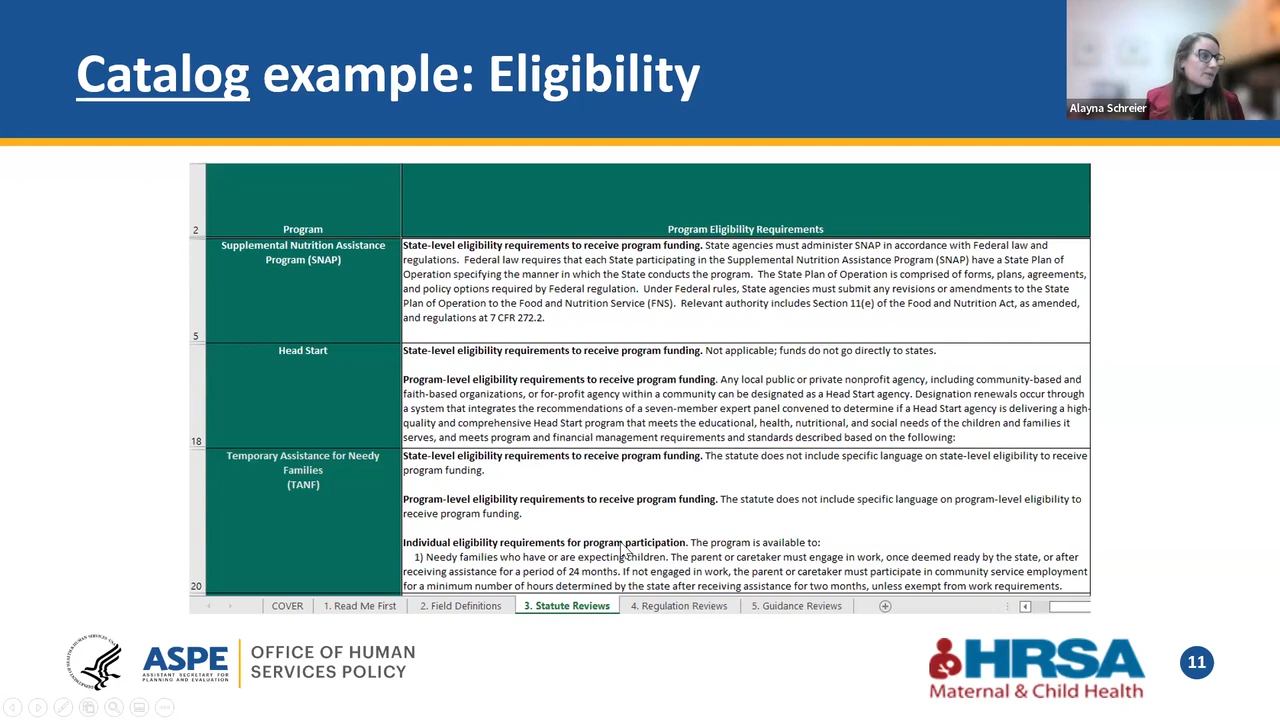 Catalog example: Eligibility
Alayna Schreier
2
Program
Program Eligibility Requirements
Supplemental Nutrition Assistance
Program (SNAP)
5
State-level eligibility requirements to receive program funding. State agencies must administer SNAP in accordance with Federal law and
regulations.  Federal law requires that each State participating in the Supplemental Nutrition Assistance Program (SNAP) have a State Plan of
Operation specifying the manner in which the State conducts the program.  The State Plan of Operation is comprised of forms, plans, agreements,
and policy options required by Federal regulation.  Under Federal rules, State agencies must submit any revisions or amendments to the State
Plan of Operation to the Food and Nutrition Service (FNS).  Relevant authority includes Section 11(e) of the Food and Nutrition Act, as amended,
and regulations at 7 CFR 272.2.
Head Start
18
State-level eligibility requirements to receive program funding. Not applicable; funds do not go directly to states.
Program-level eligibility requirements to receive program funding. Any local public or private nonprofit agency, including community-based and
faith-based organizations, or for-profit agency within a community can be designated as a Head Start agency. Designation renewals occur through
a system that integrates the recommendations of a seven-member expert panel convened to determine if a Head Start agency is delivering a high-
quality and comprehensive Head Start program that meets the educational, health, nutritional, and social needs of the children and families it
serves, and meets program and financial management requirements and standards described based on the following:
Temporary Assistance for Needy
Families
(TANF)
20
State-level eligibility requirements to receive program funding. The statute does not include specific language on state-level eligibility to receive
program funding.
Program-level eligibility requirements to receive program funding. The statute does not include specific language on program-level eligibility to
receive program funding.
Individual eligibility requirements for program participation. The program is available to:
1) Needy families who have or are expecting children. The parent or caretaker must engage in work, once deemed ready by the state, or after
receiving assistance for a period of 24 months. If not engaged in work, the parent or caretaker must participate in community service employment
for a minimum number of hours determined by the state after receiving assistance for two months, unless exempt from work requirements.
COVER
1. Read Me First
2. Field Definitions
3. Statute Reviews
4. Regulation Reviews
5. Guidance Reviews
ASPE
ASSISTANT SECRETARY FOR
PLANNING AND EVALUATION
OFFICE OF HUMAN
SERVICES POLICY
HRSA
Maternal & Child Health
11